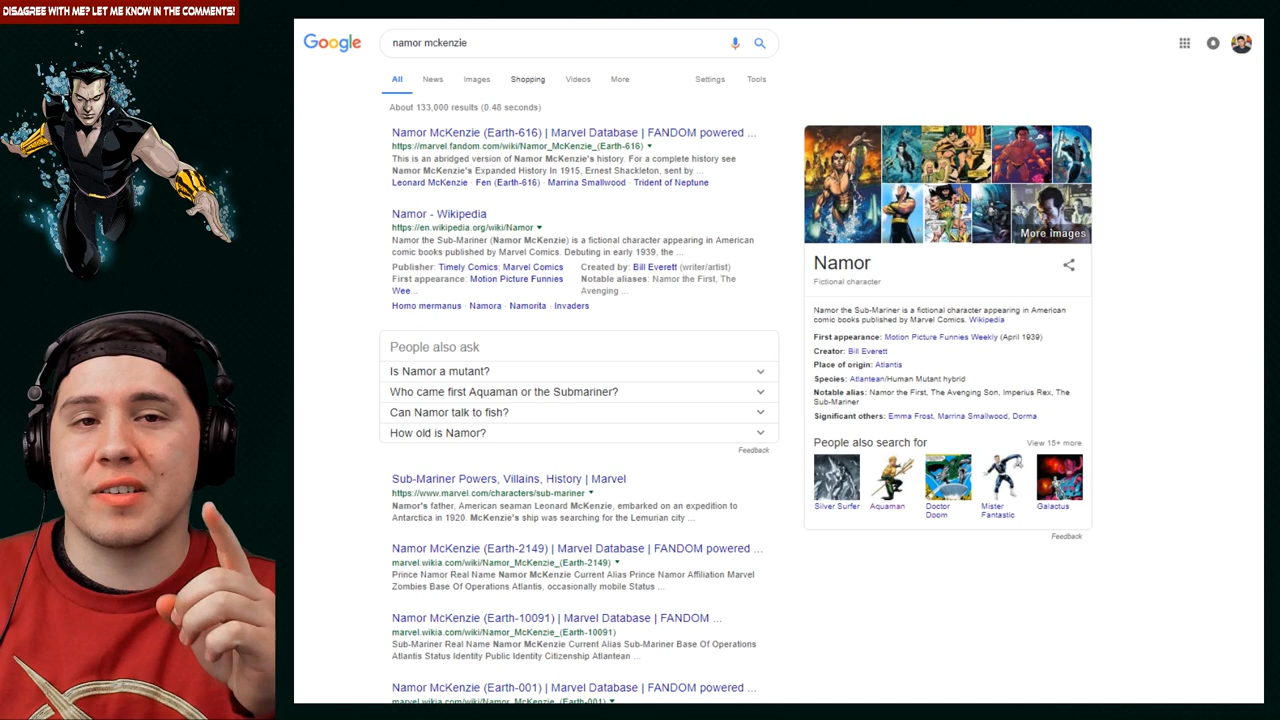 DISAGREE WITH ME? LET ME KNOW IN THE COMMENTS!
Google
namor mckenzie
All News Images Shopping Videos More Settings Tools
About 133,000 results (0.48 seconds)
Namor McKenzie (Earth-616) | Marvel Database | FANDOM powered ...
https://marvel.fandom.com/wiki/Namor_McKenzie_(Earth-616)
This is an abridged version of Namor McKenzie's history. For a complete history see
Namor McKenzie's Expanded History In 1915, Ernest Shackleton, sent by ...
Leonard McKenzie · Fen (Earth-616) · Marrina Smallwood · Trident of Neptune
Namor - Wikipedia
https://en.wikipedia.org/wiki/Namor
Namor the Sub-Mariner (Namor McKenzie) is a fictional character appearing in American
comic books published by Marvel Comics. Debuting in early 1939, the ...
Publisher: Timely Comics; Marvel Comics
First appearance: Motion Picture Funnies
Wee...
Created by: Bill Everett (writer/artist)
Notable aliases: Namor the First, The
Avenging ...
Homo mermanus · Namora · Namorita · Invaders
People also ask
Is Namor a mutant?
Who came first Aquaman or the Submariner?
Can Namor talk to fish?
How old is Namor?
Feedback
Sub-Mariner Powers, Villains, History | Marvel
https://www.marvel.com/characters/sub-mariner
Namor's father, American seaman Leonard McKenzie, embarked on an expedition to
Antarctica in 1920. McKenzie's ship was searching for the Lemurian city ...
Namor McKenzie (Earth-2149) | Marvel Database | FANDOM powered ...
marvel.wikia.com/wiki/Namor_McKenzie_(Earth-2149)
Prince Namor Real Name Namor McKenzie Current Alias Prince Namor Affiliation Marvel
Zombies Base Of Operations Atlantis, occasionally mobile Status ...
Namor McKenzie (Earth-10091) | Marvel Database | FANDOM ...
marvel.wikia.com/wiki/Namor_McKenzie_(Earth-10091)
Sub-Mariner Real Name Namor McKenzie Current Alias Sub-Mariner Base Of Operations
Atlantis Status Identity Public Identity Citizenship Atlantean ...
Namor McKenzie (Earth-001) | Marvel Database | FANDOM powered ...
marvel.wikia.com/wiki/Namor_McKenzie_(Earth-001)
More images
Namor
Fictional character
Namor the Sub-Mariner is a fictional character appearing in American
comic books published by Marvel Comics. Wikipedia
First appearance: Motion Picture Funnies Weekly (April 1939)
Creator: Bill Everett
Place of origin: Atlantis
Species: Atlantean/Human Mutant hybrid
Notable alias: Namor the First, The Avenging Son, Imperius Rex, The
Sub-Mariner
Significant others: Emma Frost, Marrina Smallwood, Dorma
People also search for
View 15+ more
Silver Surfer
Aquaman
Doctor
Doom
Mister
Fantastic
Galactus
Feedback